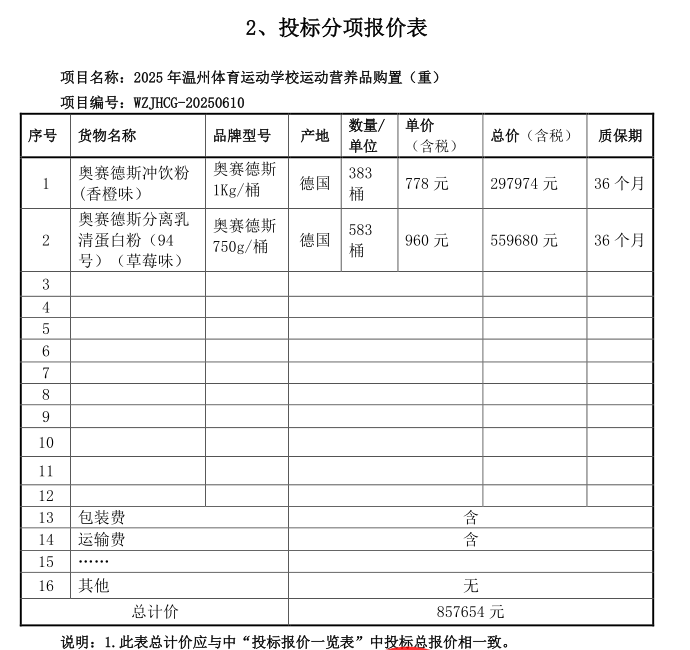 2、投标分项报价表
项目名称：2025 年温州体育运动学校运动营养品购置（重）
项目编号：WZJHCG-20250610
序号 货物名称 品牌型号 产地 数量/单位 单价（含税） 总价（含税） 质保期
1 奥赛德斯冲饮粉(香橙味） 奥赛德斯 1Kg/桶 德国 383 桶 778 元 297974 元 36 个月
2 奥赛德斯分离乳清蛋白粉（94 号）（草莓味） 奥赛德斯 750g/桶 德国 583 桶 960 元 559680 元 36 个月
3
4
5
6
7
8
9
10
11
12
13 包装费 含
14 运输费 含
15 ……
16 其他 无
总计价 857654 元
说明：1.此表总计价应与中“投标报价一览表”中投标总报价相一致。